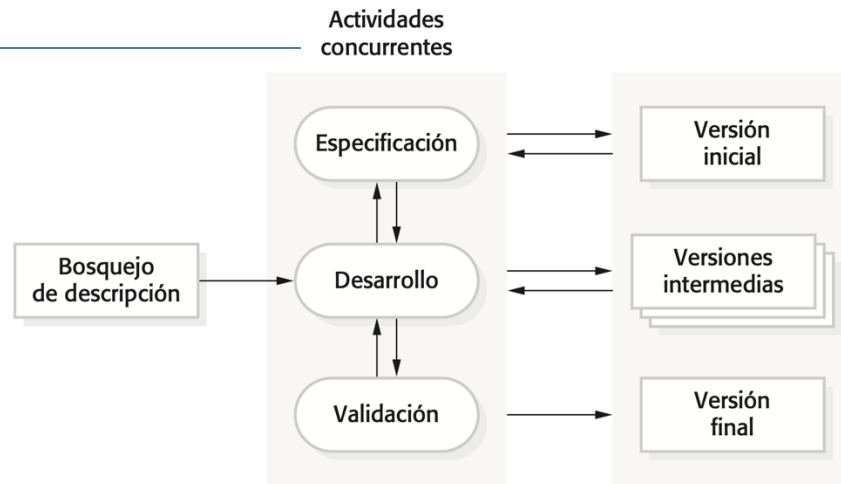 Actividades
concurrentes
Especificación
Versión
inicial
Bosquejo
de descripción
Desarrollo
Versiones
intermedias
Validación
Versión
final